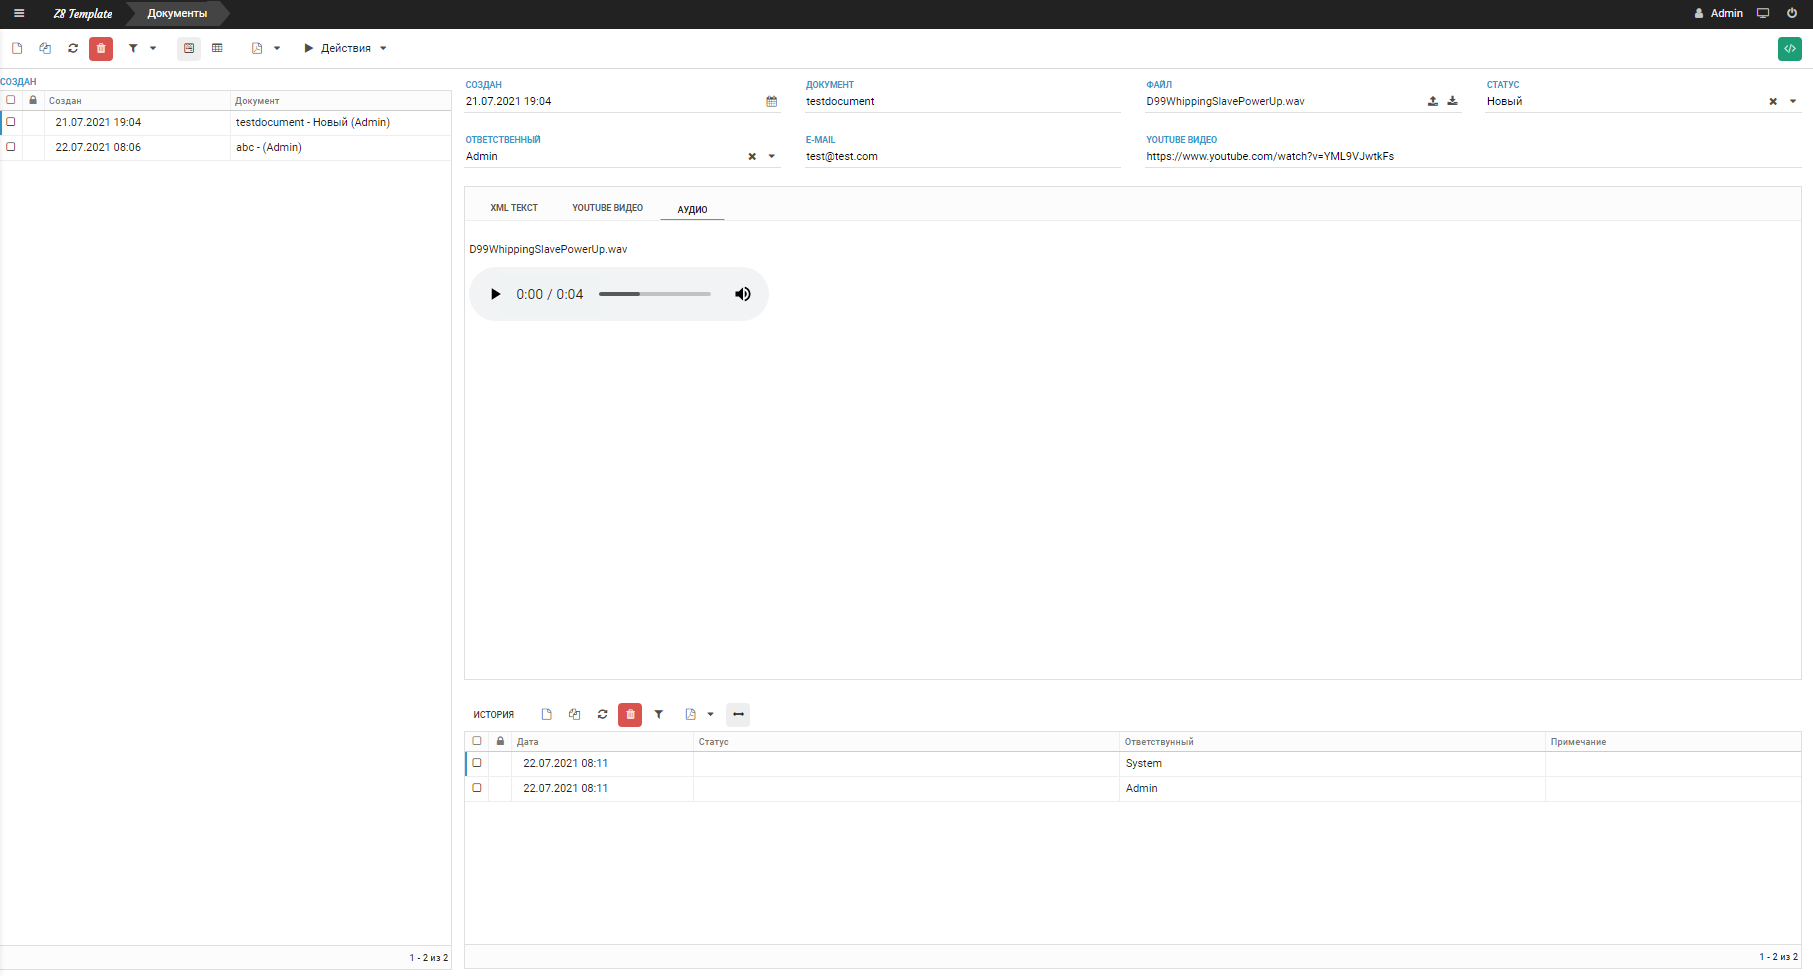 Z8 Template
Документы
Admin
Действия
СОЗДАН
Создан Документ
21.07.2021 19:04 testdocument - Новый (Admin)
22.07.2021 08:06 abc - (Admin)
1 - 2 из 2
СОЗДАН ДОКУМЕНТ ФАЙЛ СТАТУС
21.07.2021 19:04 testdocument D99WhippingSlavePowerUp.wav Новый
ОТВЕТСТВЕННЫЙ E-MAIL YOUTUBE ВИДЕО
Admin test@test.com https://www.youtube.com/watch?v=YML9VJwtkFs
XML ТЕКСТ YOUTUBE ВИДЕО АУДИО
D99WhippingSlavePowerUp.wav
0:00 / 0:04
ИСТОРИЯ
Дата Статус Ответствунный Примечание
22.07.2021 08:11 System
22.07.2021 08:11 Admin
1 - 2 из 2